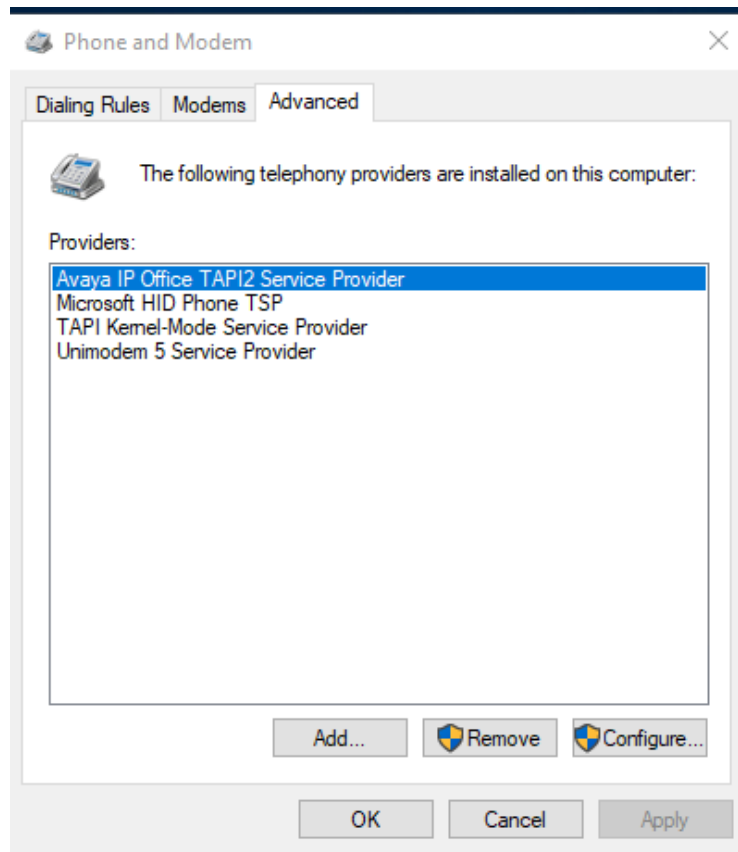 Phone and Modem
Dialing Rules Modems Advanced
The following telephony providers are installed on this computer:
Providers:
Avaya IP Office TAPI2 Service Provider
Microsoft HID Phone TSP
TAPI Kernel-Mode Service Provider
Unimodem 5 Service Provider
Add... Remove Configure...
OK Cancel Apply